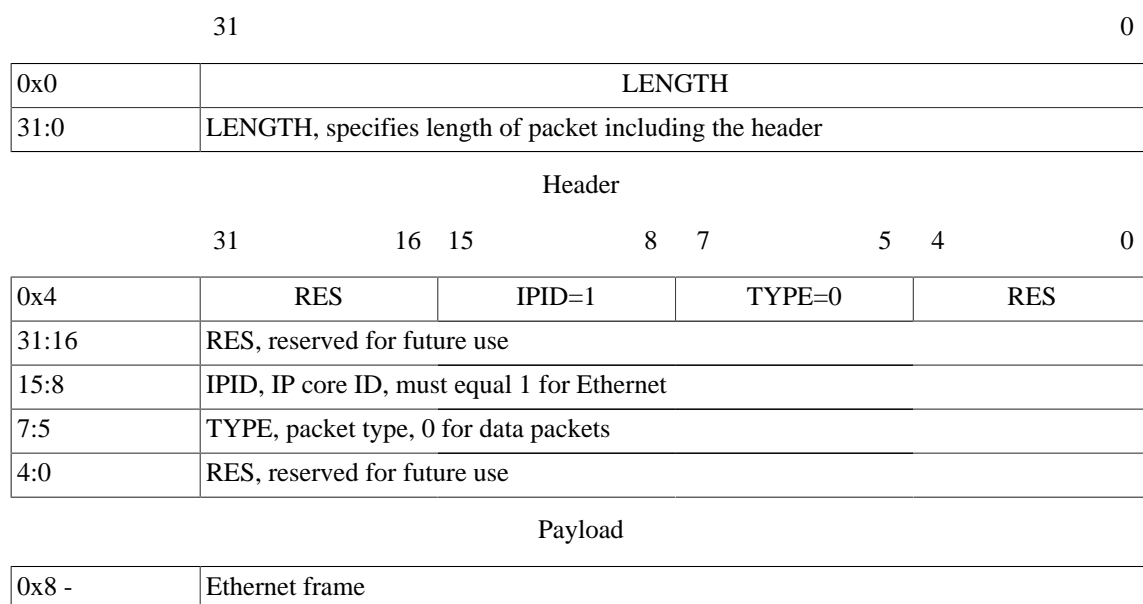 31 0
0x0 LENGTH
31:0 LENGTH, specifies length of packet including the header
Header
31 16 15 8 7 5 4 0
0x4 RES IPID=1 TYPE=0 RES
31:16 RES, reserved for future use
15:8 IPID, IP core ID, must equal 1 for Ethernet
7:5 TYPE, packet type, 0 for data packets
4:0 RES, reserved for future use
Payload
0x8 - Ethernet frame